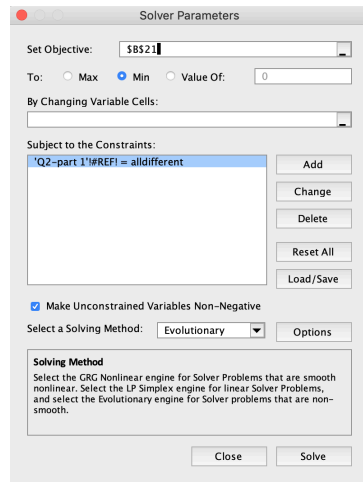 Solver Parameters
Set Objective: $B$21
To: Max Min Value Of: 0
By Changing Variable Cells:
Subject to the Constraints:
'Q2-part 1'!#REF! = alldifferent
Add
Change
Delete
Reset All
Load/Save
Make Unconstrained Variables Non-Negative
Select a Solving Method: Evolutionary Options
Solving Method
Select the GRG Nonlinear engine for Solver Problems that are smooth
nonlinear. Select the LP Simplex engine for linear Solver Problems,
and select the Evolutionary engine for Solver problems that are non-
smooth.
Close Solve